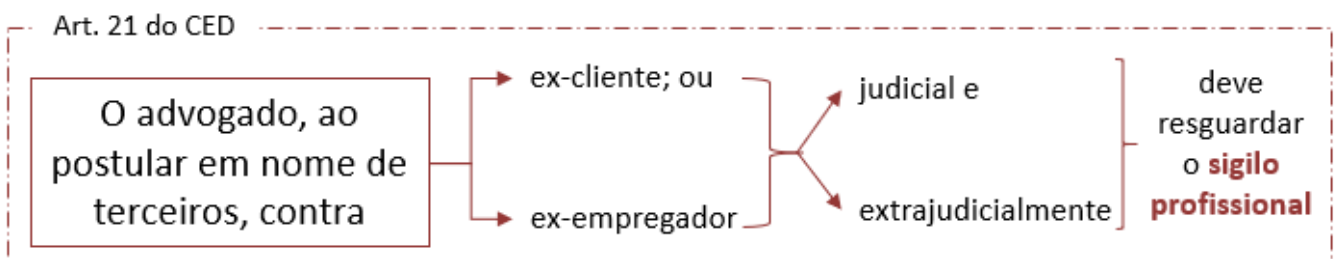 Art. 21 do CED
O advogado, ao
postular em nome de
terceiros, contra
ex-cliente; ou
ex-empregador
judicial e
extrajudicialmente
deve
resguardar
o sigilo
profissional